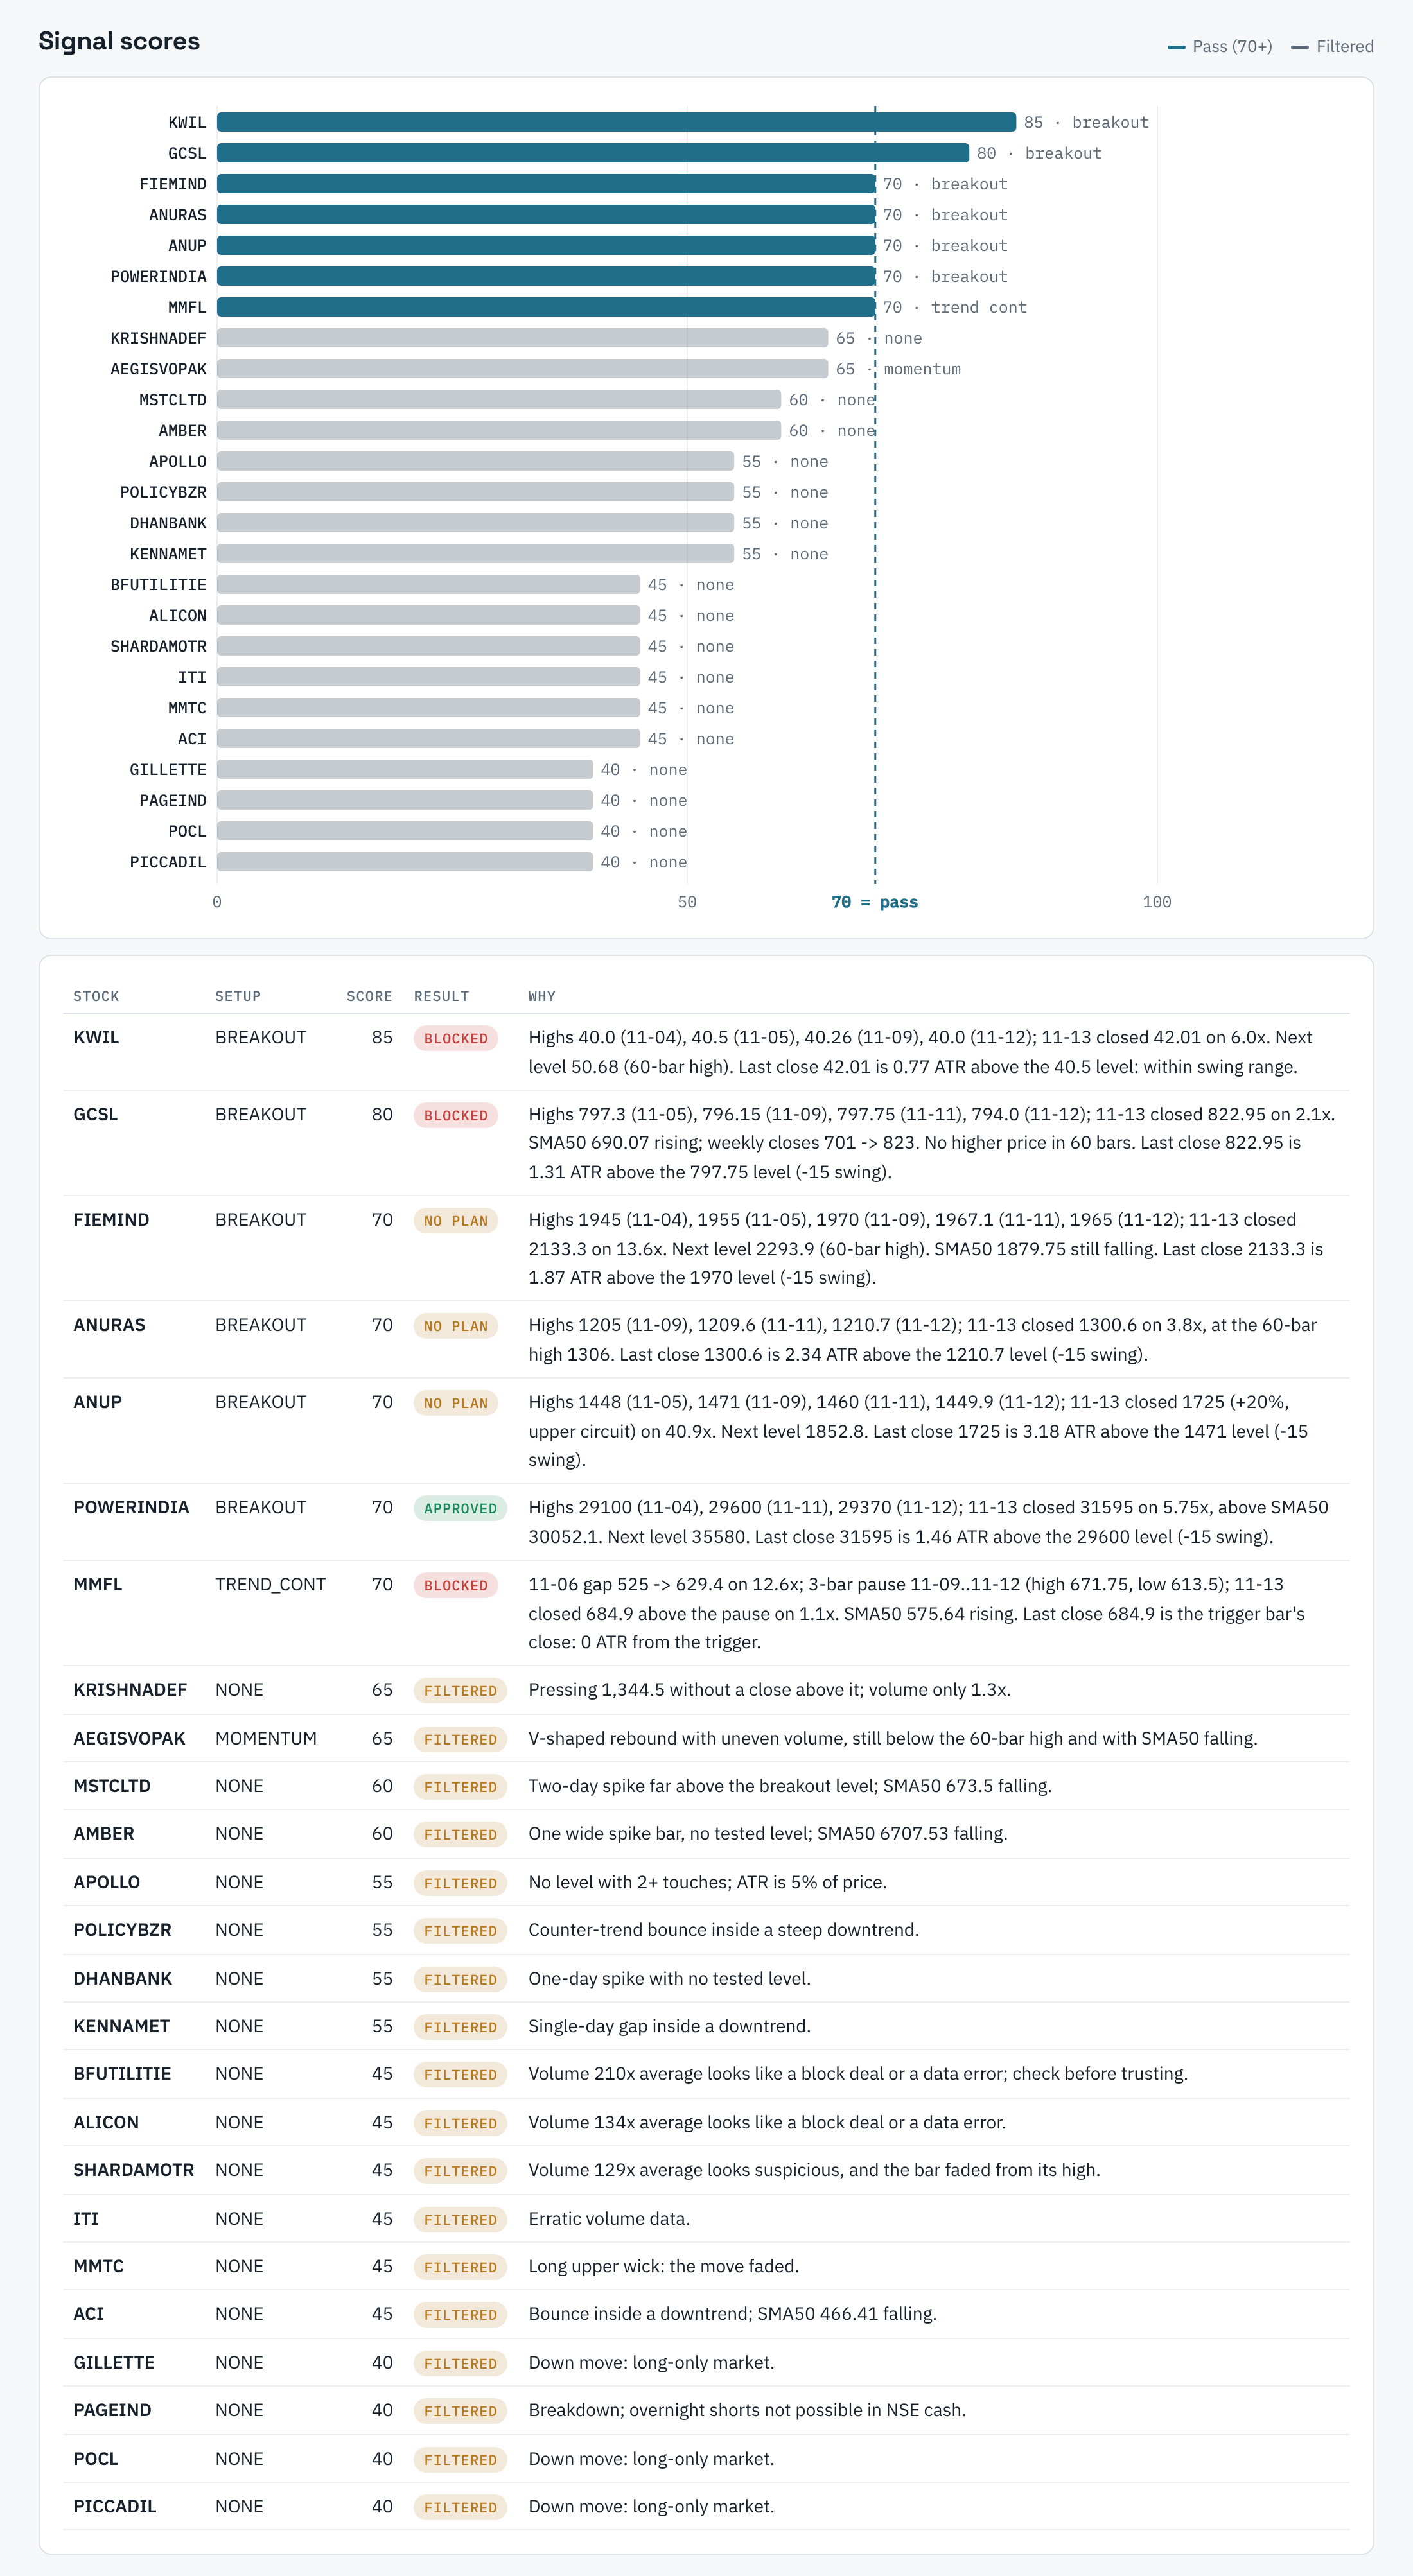 Signal scores
Pass (70+) Filtered
KWIL 85 · breakout
GCSL 80 · breakout
FIEMIND 70 · breakout
ANURAS 70 · breakout
ANUP 70 · breakout
POWERINDIA 70 · breakout
MMFL 70 · trend cont
KRISHNADEF 65 · none
AEGISVOPAK 65 · momentum
MSTCLTD 60 · none
AMBER 60 · none
APOLLO 55 · none
POLICYBZR 55 · none
DHANBANK 55 · none
KENNAMET 55 · none
BFUTILITIE 45 · none
ALICON 45 · none
SHARDAMOTR 45 · none
ITI 45 · none
MMTC 45 · none
ACI 45 · none
GILLETTE 40 · none
PAGEIND 40 · none
POCL 40 · none
PICCADIL 40 · none
0 50 70 = pass 100
STOCK SETUP SCORE RESULT WHY
KWIL BREAKOUT 85 BLOCKED Highs 40.0 (11-04), 40.5 (11-05), 40.26 (11-09), 40.0 (11-12); 11-13 closed 42.01 on 6.0x. Next
level 50.68 (60-bar high). Last close 42.01 is 0.77 ATR above the 40.5 level: within swing range.
GCSL BREAKOUT 80 BLOCKED Highs 797.3 (11-05), 796.15 (11-09), 797.75 (11-11), 794.0 (11-12); 11-13 closed 822.95 on 2.1x.
SMA50 690.07 rising; weekly closes 701 -> 823. No higher price in 60 bars. Last close 822.95 is
1.31 ATR above the 797.75 level (-15 swing).
FIEMIND BREAKOUT 70 NO PLAN Highs 1945 (11-04), 1955 (11-05), 1970 (11-09), 1967.1 (11-11), 1965 (11-12); 11-13 closed
2133.3 on 13.6x. Next level 2293.9 (60-bar high). SMA50 1879.75 still falling. Last close 2133.3 is
1.87 ATR above the 1970 level (-15 swing).
ANURAS BREAKOUT 70 NO PLAN Highs 1205 (11-09), 1209.6 (11-11), 1210.7 (11-12); 11-13 closed 1300.6 on 3.8x, at the 60-bar
high 1306. Last close 1300.6 is 2.34 ATR above the 1210.7 level (-15 swing).
ANUP BREAKOUT 70 NO PLAN Highs 1448 (11-05), 1471 (11-09), 1460 (11-11), 1449.9 (11-12); 11-13 closed 1725 (+20%,
upper circuit) on 40.9x. Next level 1852.8. Last close 1725 is 3.18 ATR above the 1471 level (-15
swing).
POWERINDIA BREAKOUT 70 APPROVED Highs 29100 (11-04), 29600 (11-11), 29370 (11-12); 11-13 closed 31595 on 5.75x, above SMA50
30052.1. Next level 35580. Last close 31595 is 1.46 ATR above the 29600 level (-15 swing).
MMFL TREND_CONT 70 BLOCKED 11-06 gap 525 -> 629.4 on 12.6x; 3-bar pause 11-09..11-12 (high 671.75, low 613.5); 11-13
closed 684.9 above the pause on 1.1x. SMA50 575.64 rising. Last close 684.9 is the trigger bar's
close: 0 ATR from the trigger.
KRISHNADEF NONE 65 FILTERED Pressing 1,344.5 without a close above it; volume only 1.3x.
AEGISVOPAK MOMENTUM 65 FILTERED V-shaped rebound with uneven volume, still below the 60-bar high and with SMA50 falling.
MSTCLTD NONE 60 FILTERED Two-day spike far above the breakout level; SMA50 673.5 falling.
AMBER NONE 60 FILTERED One wide spike bar, no tested level; SMA50 6707.53 falling.
APOLLO NONE 55 FILTERED No level with 2+ touches; ATR is 5% of price.
POLICYBZR NONE 55 FILTERED Counter-trend bounce inside a steep downtrend.
DHANBANK NONE 55 FILTERED One-day spike with no tested level.
KENNAMET NONE 55 FILTERED Single-day gap inside a downtrend.
BFUTILITIE NONE 45 FILTERED Volume 210x average looks like a block deal or a data error; check before trusting.
ALICON NONE 45 FILTERED Volume 134x average looks like a block deal or a data error.
SHARDAMOTR NONE 45 FILTERED Volume 129x average looks suspicious, and the bar faded from its high.
ITI NONE 45 FILTERED Erratic volume data.
MMTC NONE 45 FILTERED Long upper wick: the move faded.
ACI NONE 45 FILTERED Bounce inside a downtrend; SMA50 466.41 falling.
GILLETTE NONE 40 FILTERED Down move: long-only market.
PAGEIND NONE 40 FILTERED Breakdown; overnight shorts not possible in NSE cash.
POCL NONE 40 FILTERED Down move: long-only market.
PICCADIL NONE 40 FILTERED Down move: long-only market.